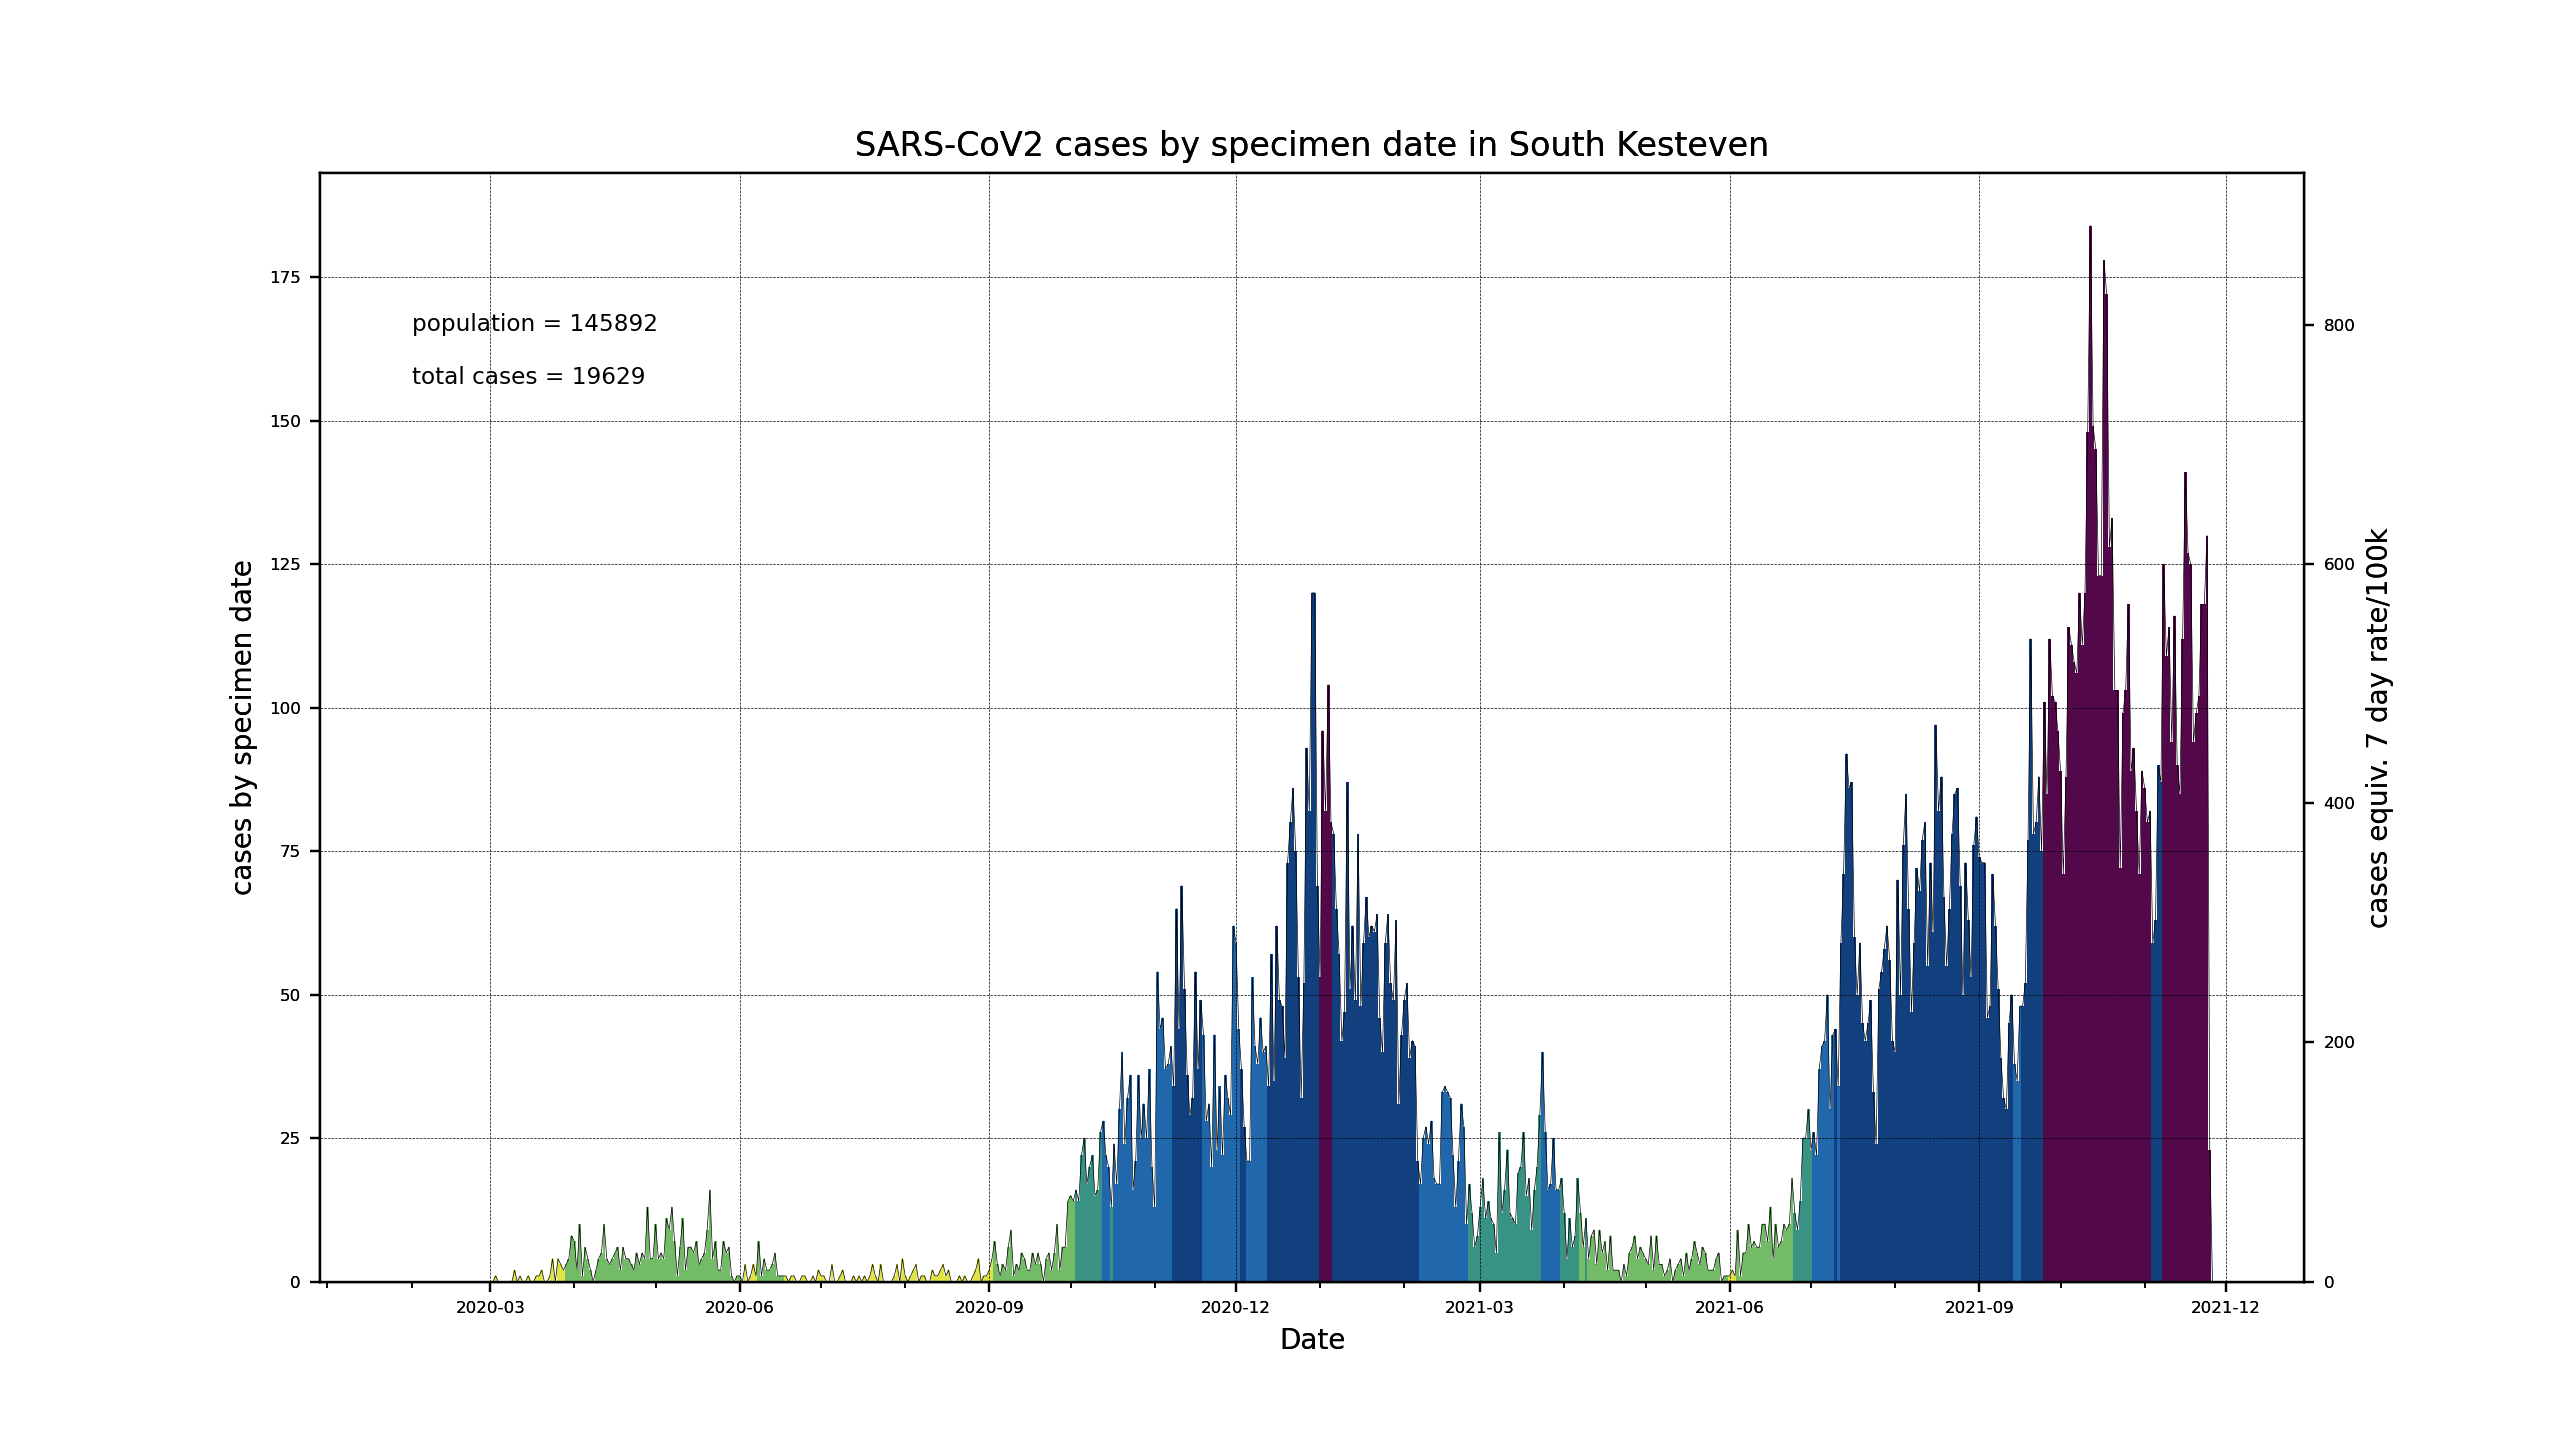 SARS-CoV2 cases by specimen date in South Kesteven
population = 145892
total cases = 19629
cases by specimen date
175
150
125
100
75
50
25
0
800
600
400
200
0
cases equiv. 7 day rate/100k
2020-03 2020-06 2020-09 2020-12 2021-03 2021-06 2021-09 2021-12
Date